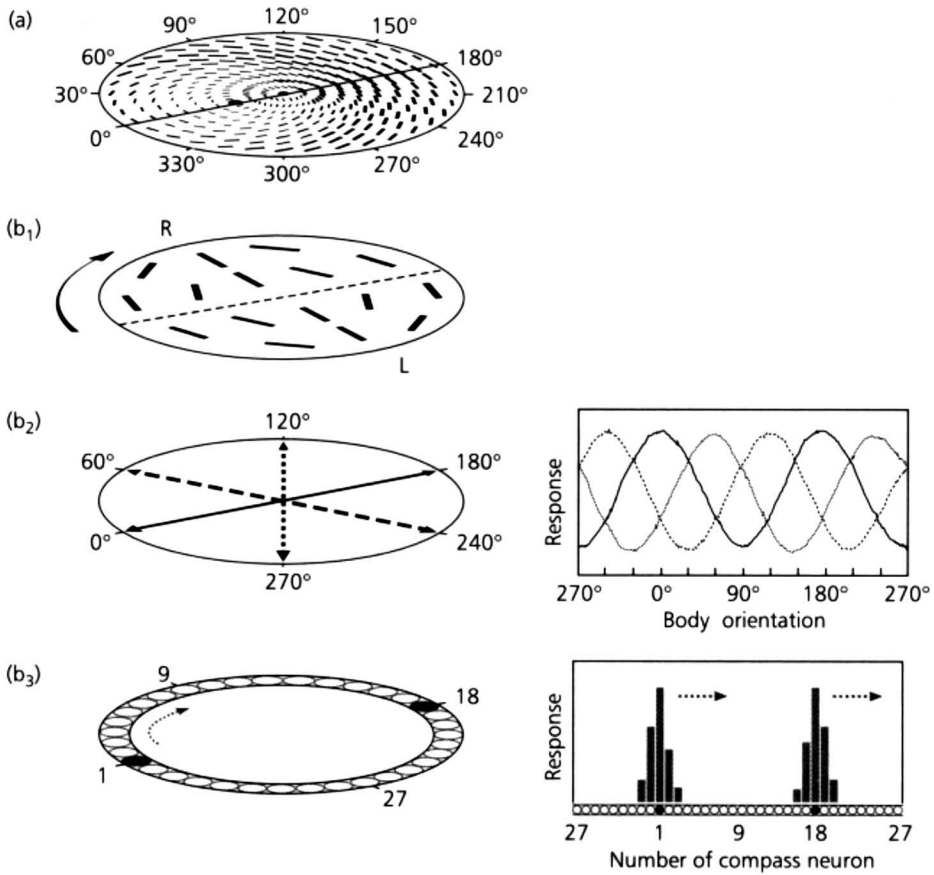 (a)
120°
90°
150°
60°
180°
30°
210°
0°
240°
330°
270°
300°
(b₁)
R
L
(b₂)
120°
60°
180°
0°
240°
270°
Response
270° 0° 90° 180° 270°
Body orientation
(b₃)
9
18
1
27
Response
27 1 9 18 27
Number of compass neuron